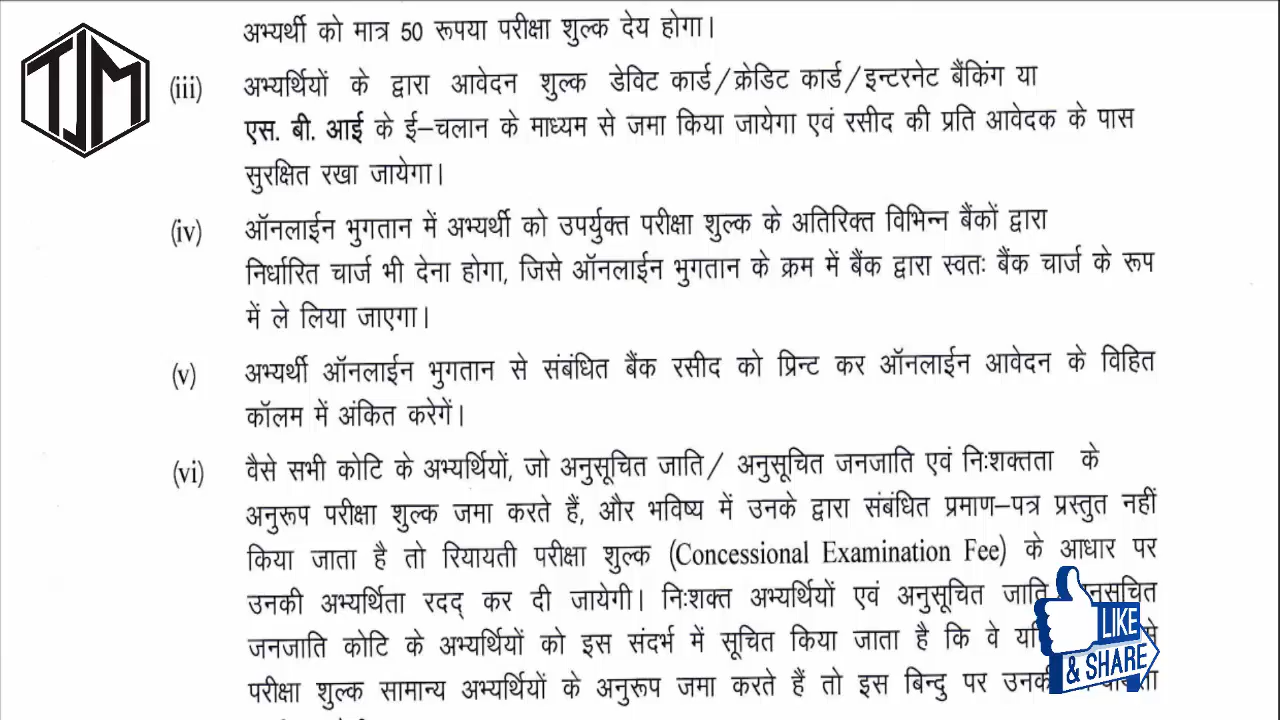 TJM
अभ्यर्थी को मात्र 50 रूपया परीक्षा शुल्क देय होगा।
(iii) अभ्यर्थियों के द्वारा आवेदन शुल्क डेविट कार्ड/क्रेडिट कार्ड/इन्टरनेट बैंकिंग या
एस. बी. आई के ई–चलान के माध्यम से जमा किया जायेगा एवं रसीद की प्रति आवेदक के पास
सुरक्षित रखा जायेगा।
(iv) ऑनलाईन भुगतान में अभ्यर्थी को उपर्युक्त परीक्षा शुल्क के अतिरिक्त विभिन्न बैंकों द्वारा
निर्धारित चार्ज भी देना होगा, जिसे ऑनलाईन भुगतान के क्रम में बैंक द्वारा स्वतः बैंक चार्ज के रूप
में ले लिया जाएगा।
(v) अभ्यर्थी ऑनलाईन भुगतान से संबंधित बैंक रसीद को प्रिन्ट कर ऑनलाईन आवेदन के विहित
कॉलम में अंकित करेगें।
(vi) वैसे सभी कोटि के अभ्यर्थियों, जो अनुसूचित जाति/ अनुसूचित जनजाति एवं निःशक्तता के
अनुरूप परीक्षा शुल्क जमा करते हैं, और भविष्य में उनके द्वारा संबंधित प्रमाण–पत्र प्रस्तुत नहीं
किया जाता है तो रियायती परीक्षा शुल्क (Concessional Examination Fee) के आधार पर
उनकी अभ्यर्थिता रदद् कर दी जायेगी। निःशक्त अभ्यर्थियों एवं अनुसूचित जाति
जनजाति कोटि के अभ्यर्थियों को इस संदर्भ में सूचित किया जाता है कि वे
परीक्षा शुल्क सामान्य अभ्यर्थियों के अनुरूप जमा करते हैं तो इस बिन्दु पर
LIKE
& SHARE